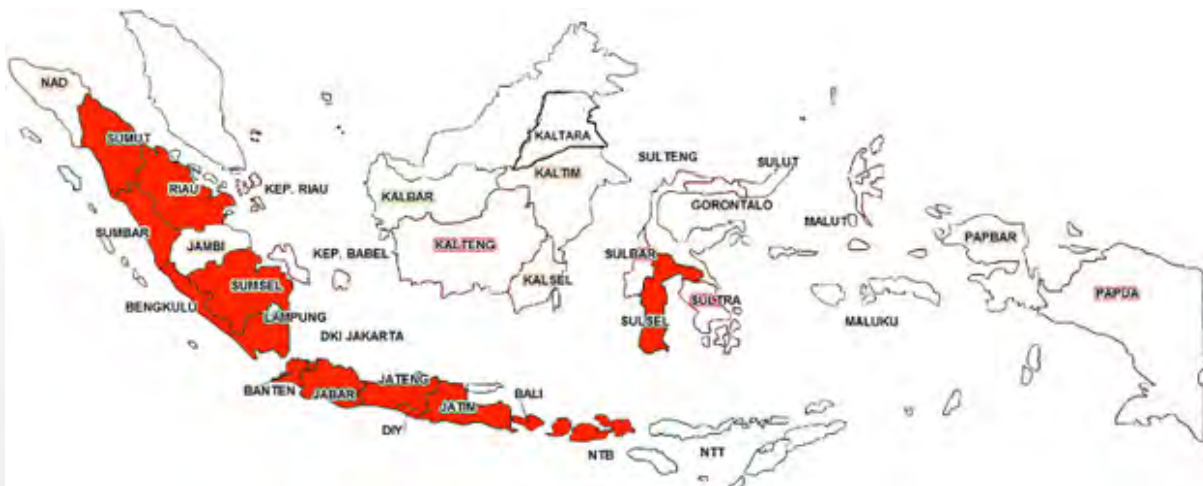 NAD
SUMUT
RIAU
KEP. RIAU
SUMBAR
JAMBI
KEP. BABEL
SUMSEL
BENGKULU
LAMPUNG
DKI JAKARTA
BANTEN
JABAR
JATENG
DIY
JATIM
BALI
NTB
NTT
KALBAR
KALTENG
KALSEL
KALTIM
KALTARA
SULTENG
SULUT
GORONTALO
SULBAR
SULSEL
SULTRA
MALUT
MALUKU
PAPBAR
PAPUA